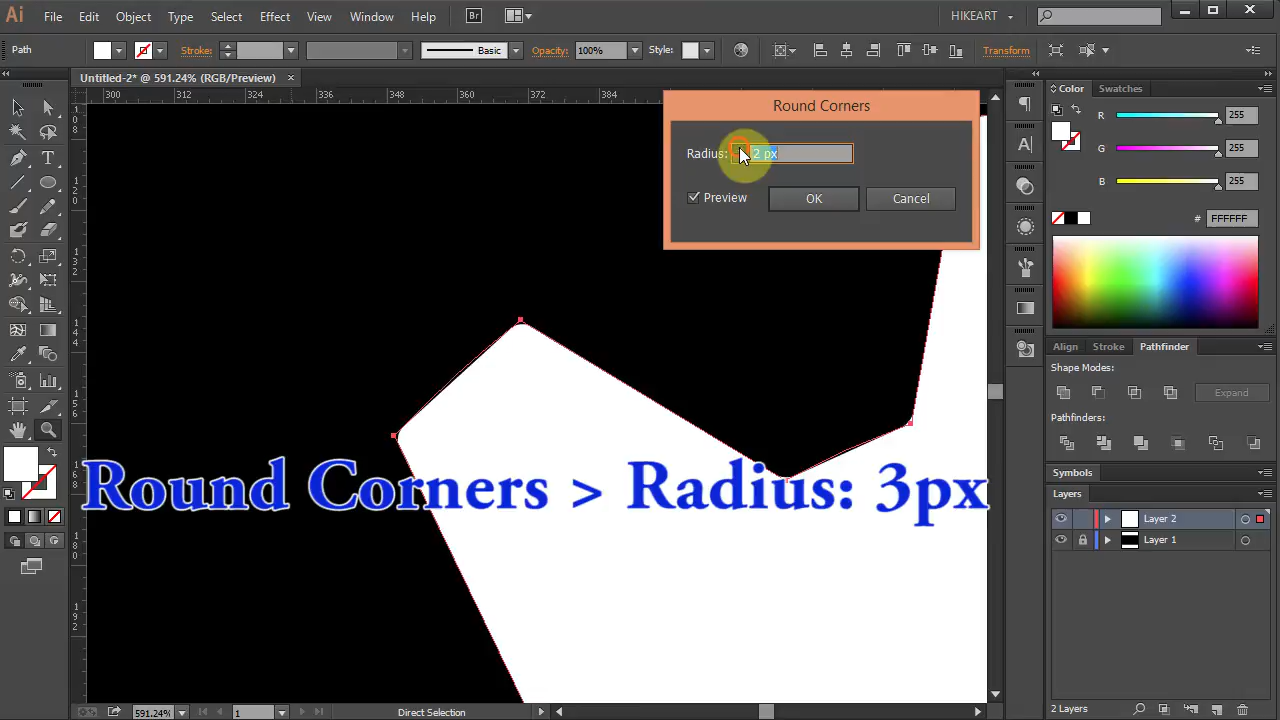 Ai File Edit Object Type Select Effect View Window Help Br HIKEART
Path Stroke: Basic Opacity: 100% Style: Transform
Untitled-2* @ 591.24% (RGB/Preview)
300 312 324 336 348 360 372 384
Round Corners
Radius: 2 px
Preview OK Cancel
Color Swatches
R 255
G 255
B 255
# FFFFFF
Align Stroke Pathfinder
Shape Modes:
Expand
Pathfinders:
Round Corners > Radius: 3px
Symbols
Layers
Layer 2
Layer 1
591.24% 1 Direct Selection 2 Layers